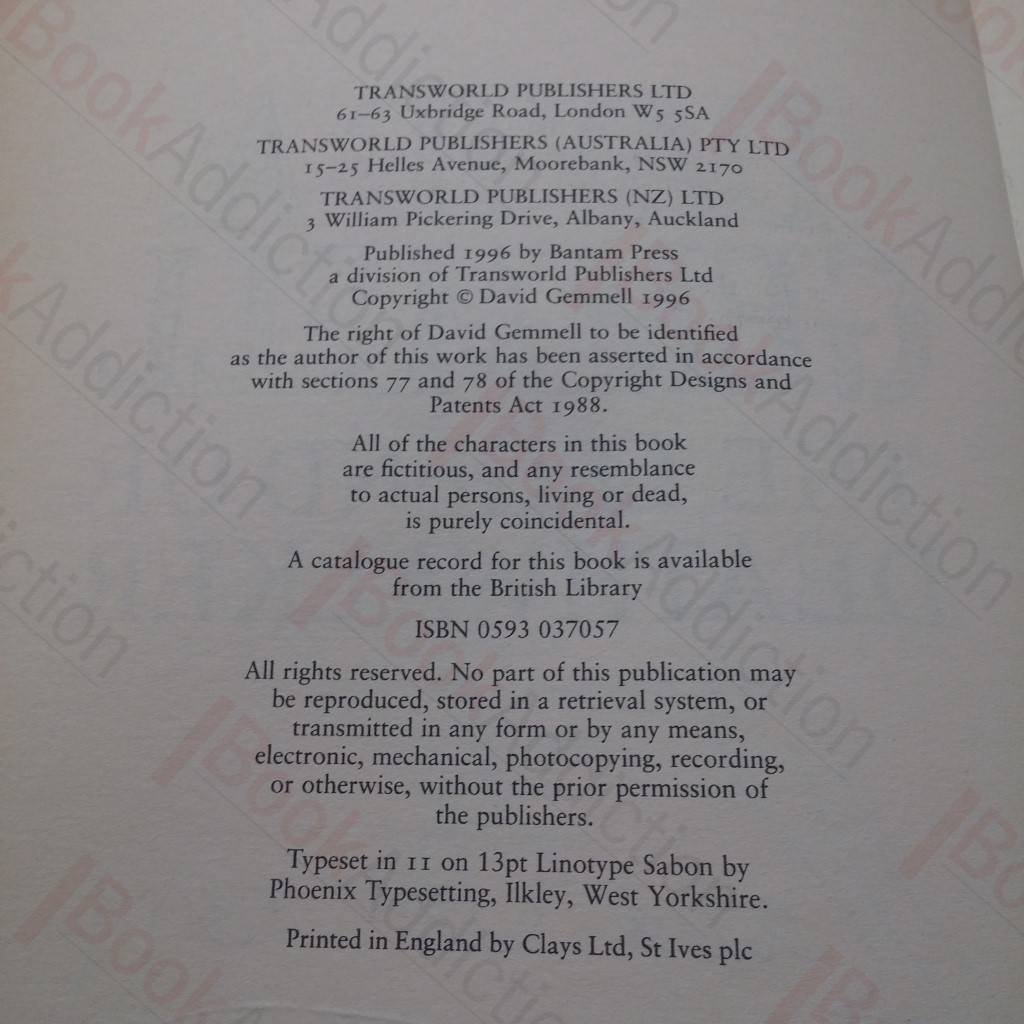 TRANSWORLD PUBLISHERS LTD
61–63 Uxbridge Road, London W5 5SA
TRANSWORLD PUBLISHERS (AUSTRALIA) PTY LTD
15–25 Helles Avenue, Moorebank, NSW 2170
TRANSWORLD PUBLISHERS (NZ) LTD
3 William Pickering Drive, Albany, Auckland
Published 1996 by Bantam Press
a division of Transworld Publishers Ltd
Copyright © David Gemmell 1996
The right of David Gemmell to be identified
as the author of this work has been asserted in accordance
with sections 77 and 78 of the Copyright Designs and
Patents Act 1988.
All of the characters in this book
are fictitious, and any resemblance
to actual persons, living or dead,
is purely coincidental.
A catalogue record for this book is available
from the British Library
ISBN 0593 037057
All rights reserved. No part of this publication may
be reproduced, stored in a retrieval system, or
transmitted in any form or by any means,
electronic, mechanical, photocopying, recording,
or otherwise, without the prior permission of
the publishers.
Typeset in 11 on 13pt Linotype Sabon by
Phoenix Typesetting, Ilkley, West Yorkshire.
Printed in England by Clays Ltd, St Ives plc
BookAddiction